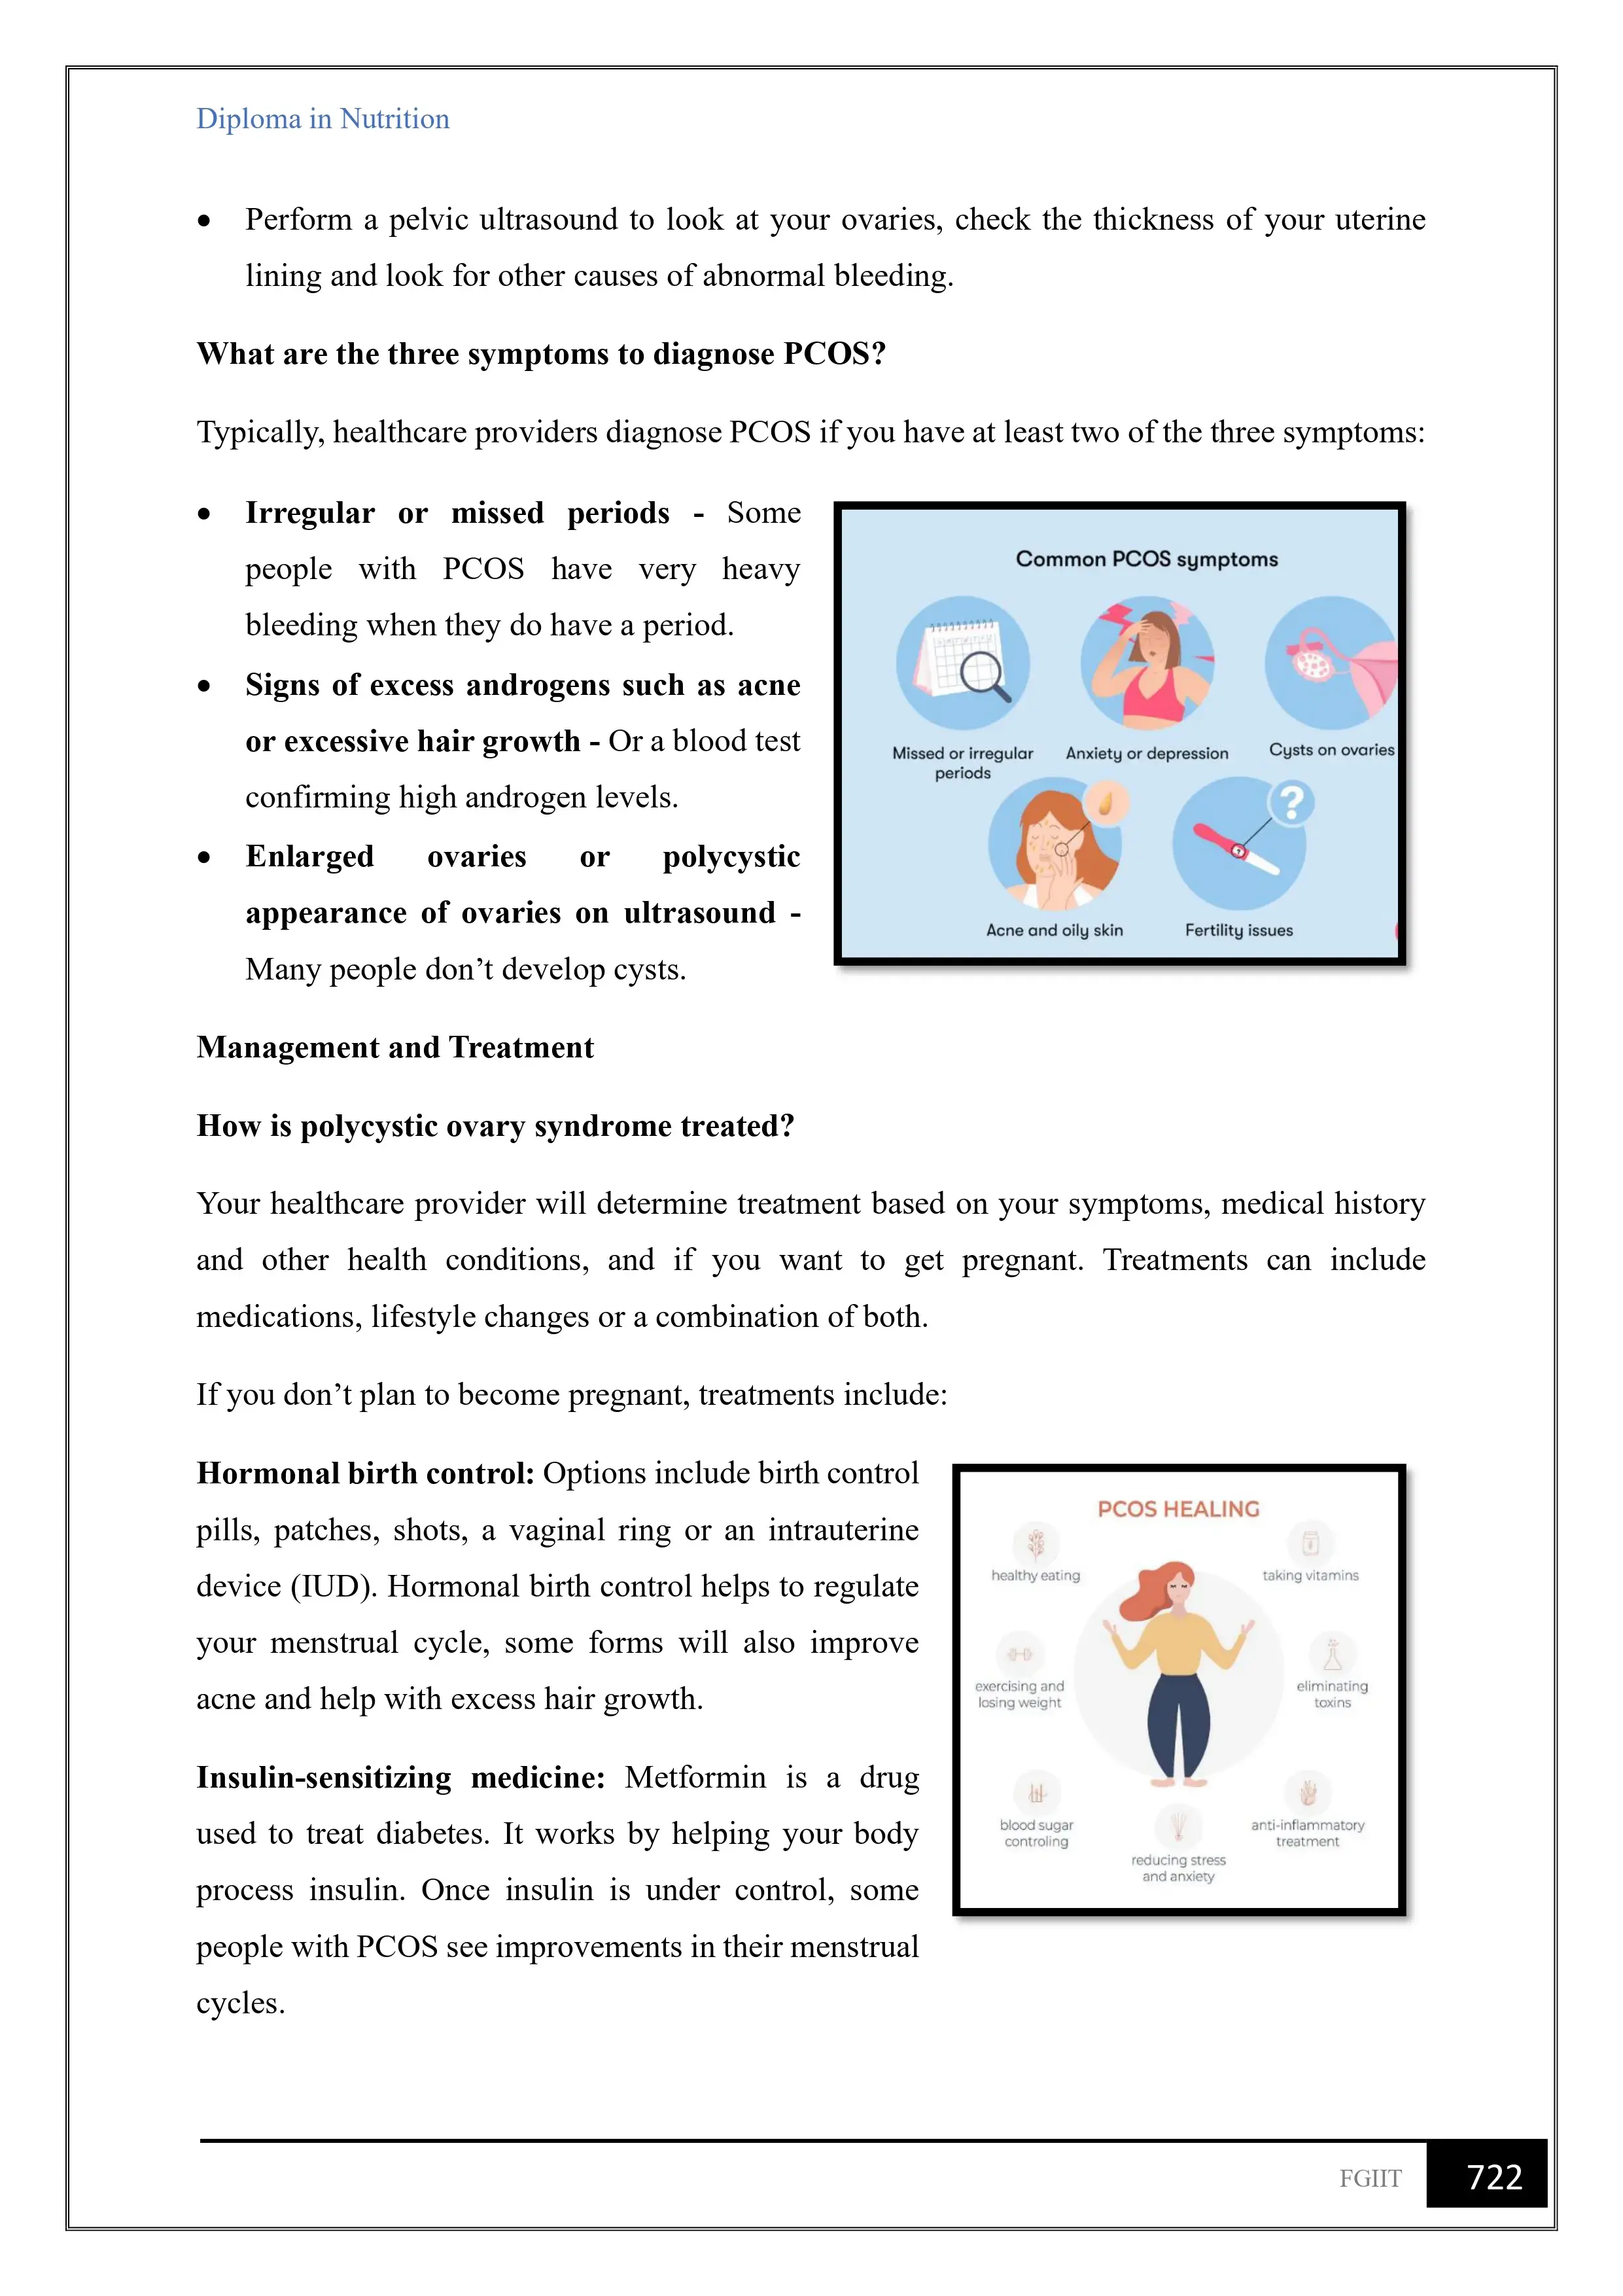 Diploma in Nutrition
• Perform a pelvic ultrasound to look at your ovaries, check the thickness of your uterine
lining and look for other causes of abnormal bleeding.
What are the three symptoms to diagnose PCOS?
Typically, healthcare providers diagnose PCOS if you have at least two of the three symptoms:
• Irregular or missed periods - Some
people with PCOS have very heavy
bleeding when they do have a period.
• Signs of excess androgens such as acne
or excessive hair growth - Or a blood test
confirming high androgen levels.
• Enlarged ovaries or polycystic
appearance of ovaries on ultrasound -
Many people don’t develop cysts.
Common PCOS symptoms
Missed or irregular
periods
Anxiety or depression
Cysts on ovaries
Acne and oily skin
?
Fertility issues
Management and Treatment
How is polycystic ovary syndrome treated?
Your healthcare provider will determine treatment based on your symptoms, medical history
and other health conditions, and if you want to get pregnant. Treatments can include
medications, lifestyle changes or a combination of both.
If you don’t plan to become pregnant, treatments include:
Hormonal birth control: Options include birth control
pills, patches, shots, a vaginal ring or an intrauterine
device (IUD). Hormonal birth control helps to regulate
your menstrual cycle, some forms will also improve
acne and help with excess hair growth.
Insulin-sensitizing medicine: Metformin is a drug
used to treat diabetes. It works by helping your body
process insulin. Once insulin is under control, some
people with PCOS see improvements in their menstrual
cycles.
PCOS HEALING
healthy eating
taking vitamins
exercising and
losing weight
eliminating
toxins
blood sugar
controling
anti-inflammatory
treatment
reducing stress
and anxiety
FGIIT
722